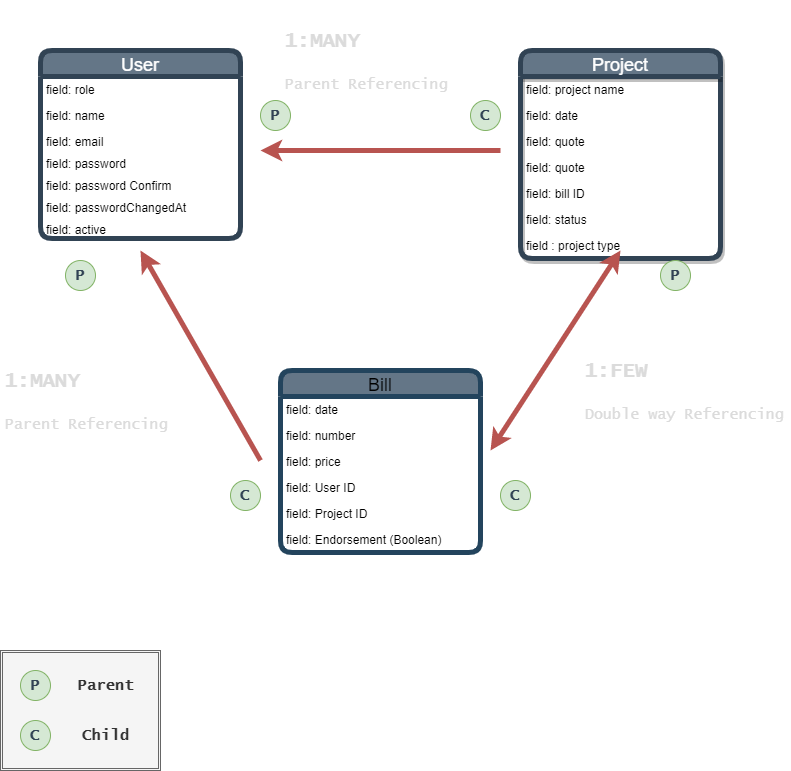 1:MANY
Parent Referencing
User
field: role
field: name
field: email
field: password
field: password Confirm
field: passwordChangedAt
field: active
P
C
Project
field: project name
field: date
field: quote
field: quote
field: bill ID
field: status
field : project type
P
P
1:MANY
Parent Referencing
1:FEW
Double way Referencing
Bill
field: date
field: number
field: price
field: User ID
field: Project ID
field: Endorsement (Boolean)
C
C
P Parent
C Child